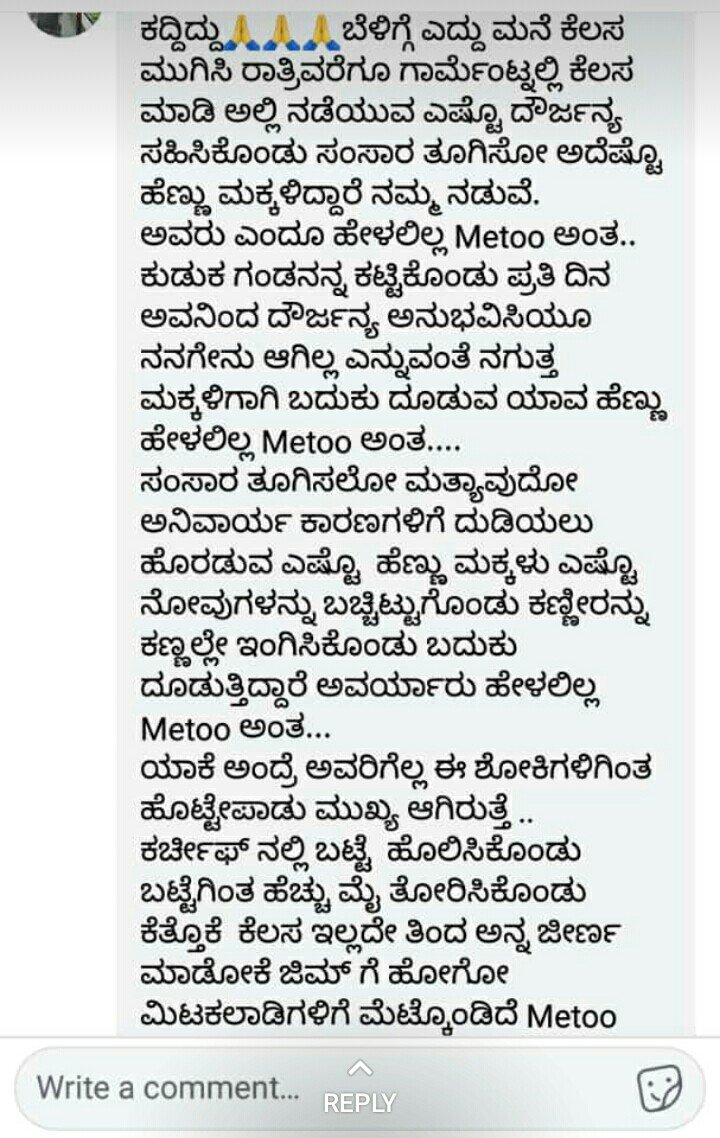 ಕದ್ದಿದ್ದು🙏🙏🙏ಬೆಳಿಗ್ಗೆ ಎದ್ದು ಮನೆ ಕೆಲಸ
ಮುಗಿಸಿ ರಾತ್ರಿವರೆಗೂ ಗಾರ್ಮೆಂಟ್ನಲ್ಲಿ ಕೆಲಸ
ಮಾಡಿ ಅಲ್ಲಿ ನಡೆಯುವ ಎಷ್ಟೊ ದೌರ್ಜನ್ಯ
ಸಹಿಸಿಕೊಂಡು ಸಂಸಾರ ತೂಗಿಸೋ ಅದೆಷ್ಟೊ
ಹೆಣ್ಣು ಮಕ್ಕಳಿದ್ದಾರೆ ನಮ್ಮ ನಡುವೆ.
ಅವರು ಎಂದೂ ಹೇಳಲಿಲ್ಲ Metoo ಅಂತ..
ಕುಡುಕ ಗಂಡನನ್ನ ಕಟ್ಟಿಕೊಂಡು ಪ್ರತಿ ದಿನ
ಅವನಿಂದ ದೌರ್ಜನ್ಯ ಅನುಭವಿಸಿಯೂ
ನನಗೇನು ಆಗಿಲ್ಲ ಎನ್ನುವಂತೆ ನಗುತ್ತ
ಮಕ್ಕಳಿಗಾಗಿ ಬದುಕು ದೂಡುವ ಯಾವ ಹೆಣ್ಣು
ಹೇಳಲಿಲ್ಲ Metoo ಅಂತ....
ಸಂಸಾರ ತೂಗಿಸಲೋ ಮತ್ಯಾವುದೋ
ಅನಿವಾರ್ಯ ಕಾರಣಗಳಿಗೆ ದುಡಿಯಲು
ಹೊರಡುವ ಎಷ್ಟೊ ಹೆಣ್ಣು ಮಕ್ಕಳು ಎಷ್ಟೊ
ನೋವುಗಳನ್ನು ಬಚ್ಚಿಟ್ಟುಗೊಂಡು ಕಣ್ಣೀರನ್ನು
ಕಣ್ಣಲ್ಲೇ ಇಂಗಿಸಿಕೊಂಡು ಬದುಕು
ದೂಡುತ್ತಿದ್ದಾರೆ ಅವರ್ಯಾರು ಹೇಳಲಿಲ್ಲ
Metoo ಅಂತ...
ಯಾಕೆ ಅಂದ್ರೆ ಅವರಿಗೆಲ್ಲ ಈ ಶೋಕಿಗಳಿಗಿಂತ
ಹೊಟ್ಟೇಪಾಡು ಮುಖ್ಯ ಆಗಿರುತ್ತೆ ..
ಕರ್ಚೀಫ್ ನಲ್ಲಿ ಬಟ್ಟೆ ಹೊಲಿಸಿಕೊಂಡು
ಬಟ್ಟೆಗಿಂತ ಹೆಚ್ಚು ಮೈ ತೋರಿಸಿಕೊಂಡು
ಕೆತ್ತೊಕೆ ಕೆಲಸ ಇಲ್ಲದೇ ತಿಂದ ಅನ್ನ ಜೀರ್ಣ
ಮಾಡೋಕೆ ಜಿಮ್ ಗೆ ಹೋಗೋ
ಮಿಟಕಲಾಡಿಗಳಿಗೆ ಮೆಟ್ಕೊಂಡಿದೆ Metoo
Write a comment...
REPLY